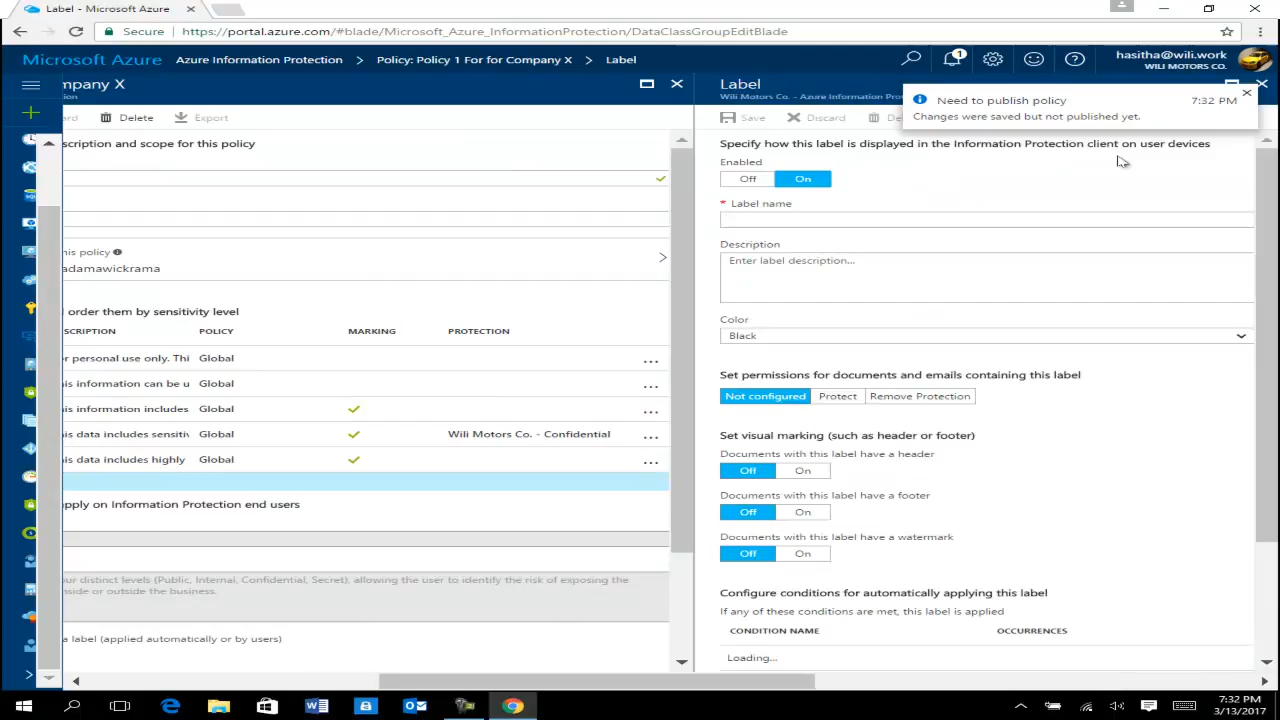 Label - Microsoft Azure
Secure
https://portal.azure.com/#blade/Microsoft_Azure_InformationProtection/DataClassGroupEditBlade
Microsoft Azure
Azure Information Protection > Policy: Policy 1 For for Company X > Label
1
hasitha@wili.work
WILI MOTORS CO.
mpany X
tion
ard
Delete
Export
scription and scope for this policy
his policy
adamawickrama
l order them by sensitivity level
SCRIPTION POLICY MARKING PROTECTION
or personal use only. Thi Global ...
his information can be u Global ...
his information includes Global ...
his data includes sensiti Global Wili Motors Co. - Confidential ...
his data includes highly Global ...
pply on Information Protection end users
our distinct levels (Public, Internal, Confidential, Secret), allowing the user to identify the risk of exposing the
nside or outside the business.
a label (applied automatically or by users)
Label
Wili Motors Co. - Azure Information Pro
Save
Discard
De
Need to publish policy 7:32 PM
Changes were saved but not published yet.
Specify how this label is displayed in the Information Protection client on user devices
Enabled
Off On
* Label name
Description
Enter label description...
Color
Black
Set permissions for documents and emails containing this label
Not configured Protect Remove Protection
Set visual marking (such as header or footer)
Documents with this label have a header
Off On
Documents with this label have a footer
Off On
Documents with this label have a watermark
Off On
Configure conditions for automatically applying this label
If any of these conditions are met, this label is applied
CONDITION NAME OCCURRENCES
Loading...
7:32 PM
3/13/2017